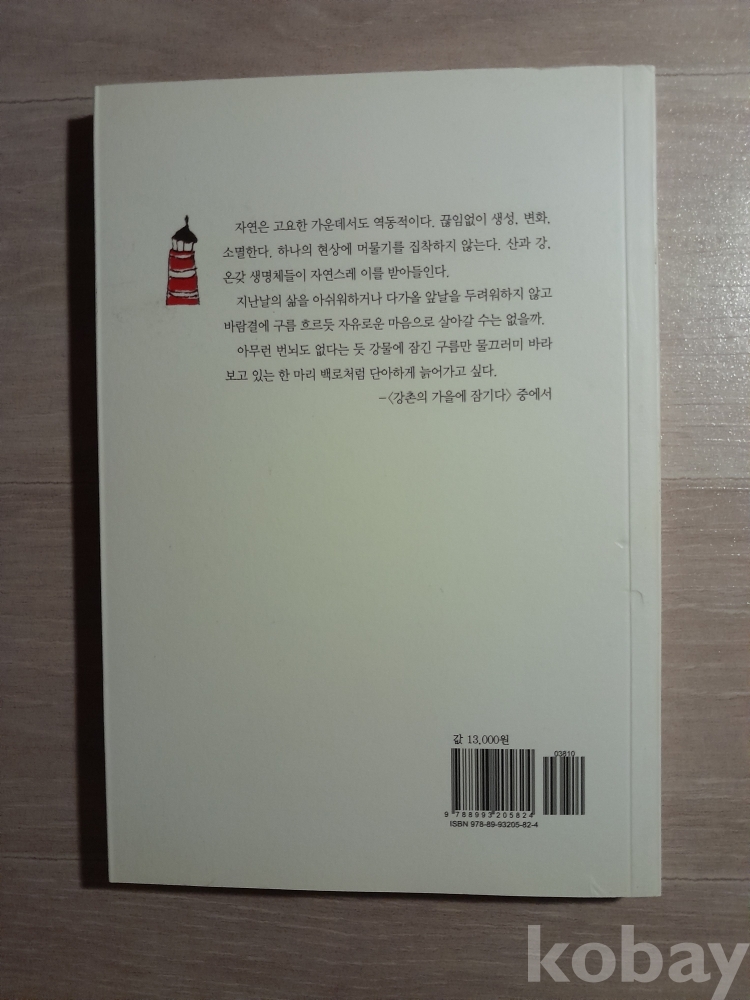 자연은 고요한 가운데서도 역동적이다. 끊임없이 생성, 변화,
소멸한다. 하나의 현상에 머물기를 집착하지 않는다. 산과 강,
온갖 생명체들이 자연스레 이를 받아들인다.
지난날의 삶을 아쉬워하거나 다가올 앞날을 두려워하지 않고
바람결에 구름 흐르듯 자유로운 마음으로 살아갈 수는 없을까.
아무런 번뇌도 없다는 듯 강물에 잠긴 구름만 물끄러미 바라
보고 있는 한 마리 백로처럼 단아하게 늙어가고 싶다.
-〈강촌의 가을에 잠기다〉 중에서
값 13,000원
03810
9 788993 205824
ISBN 978-89-93205-82-4
kobay